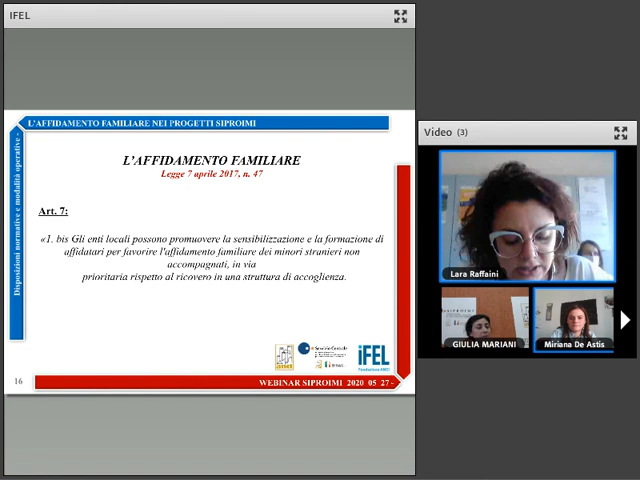 IFEL
L'AFFIDAMENTO FAMILIARE NEI PROGETTI SIPROIMI
Disposizioni normative e modalità operative -
L'AFFIDAMENTO FAMILIARE
Legge 7 aprile 2017, n. 47
Art. 7:
«1. bis Gli enti locali possono promuovere la sensibilizzazione e la formazione di
affidatari per favorire l'affidamento familiare dei minori stranieri non
accompagnati, in via
prioritaria rispetto al ricovero in una struttura di accoglienza.
iFEL
16
WEBINAR SIPROIMI 2020 05 27 -
Video (3)
Lara Raffaini
GIULIA MARIANI
Miriana De Astis